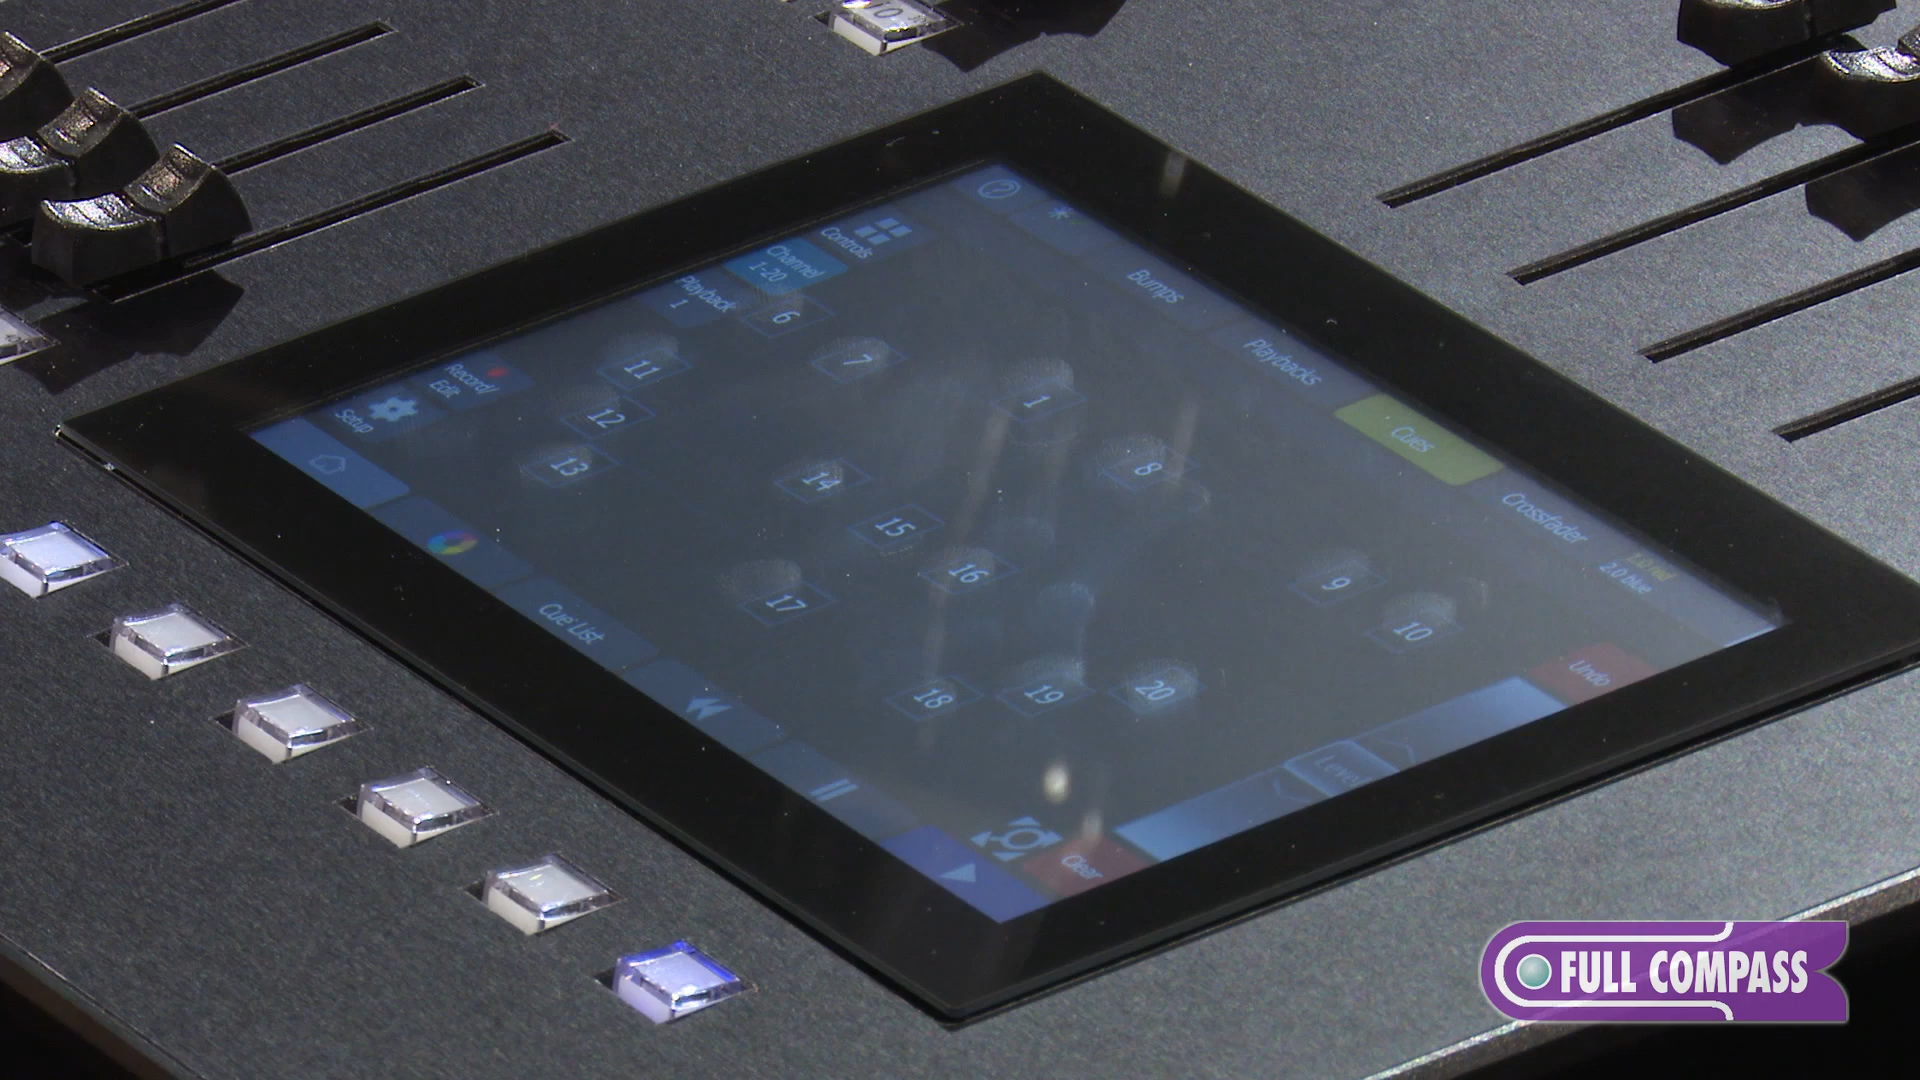 10
?
*
Bumps
Playbacks
Cues
Crossfader
2.0 blue
Controls
Channel
1-20
Playback
1
Record/
Edit
Setup
6
7
1
11
12
13
14
8
15
16
17
9
10
18
19
20
Cue List
Undo
Level
Clear
FULL COMPASS